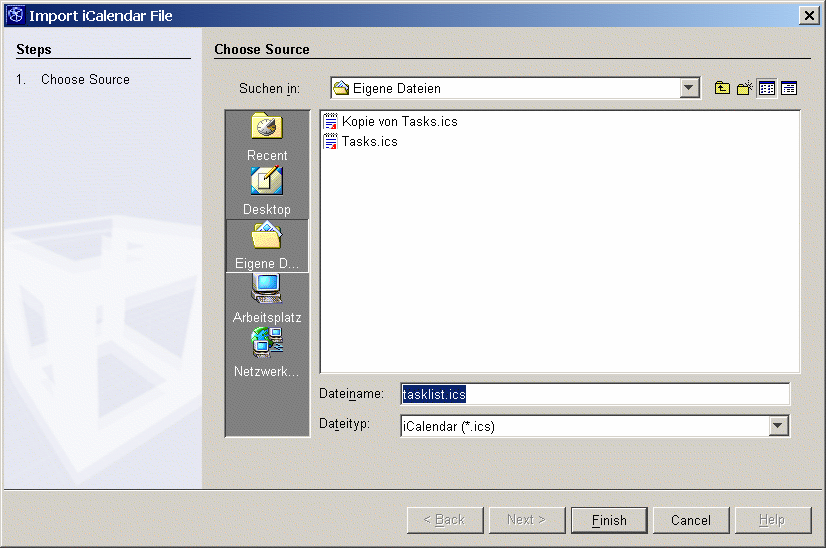 Import iCalendar File
Steps
1. Choose Source
Choose Source
Suchen in:
Eigene Dateien
Recent
Desktop
Eigene D...
Arbeitsplatz
Netzwerk...
Kopie von Tasks.ics
Tasks.ics
Dateiname:
tasklist.ics
Dateityp:
iCalendar (*.ics)
< Back
Next >
Finish
Cancel
Help